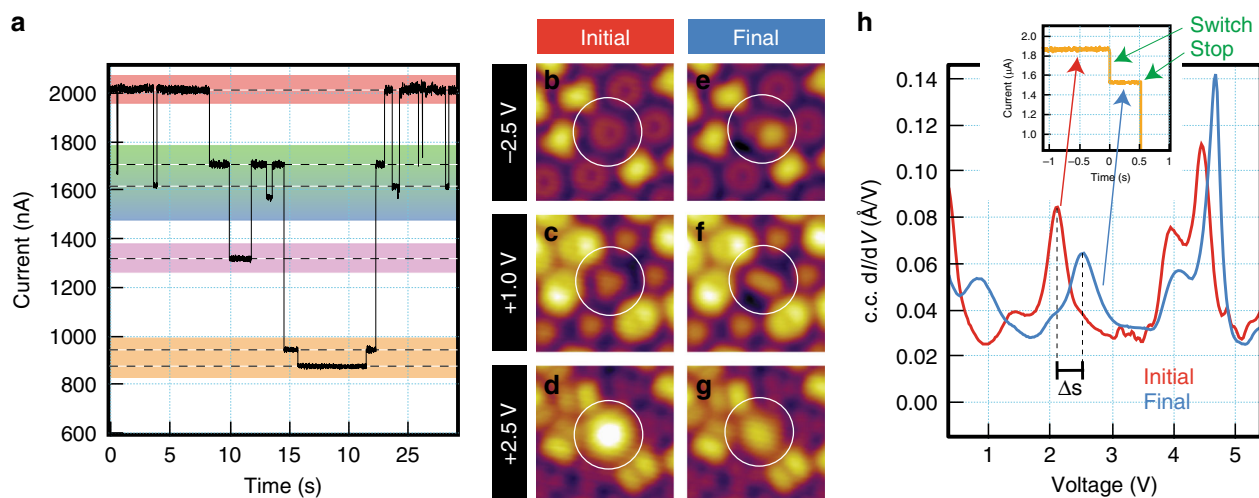 a
Current (nA)
2000
1800
1600
1400
1200
1000
800
600
0
5
10
15
10
25
Time (s)
Initial
Final
−2.5 V
b
e
+1.0 V
c
f
+2.5 V
d
g
h
Switch
Stop
Current (µA)
2.0
1.8
1.6
1.4
1.2
1.0
−1
−0.5
0
0.5
1
Time (s)
c.c. dI/dV (Å/V)
0.14
0.12
0.10
0.08
0.06
0.04
0.02
0.00
Δs
Initial
Final
1
2
3
4
5
Voltage (V)